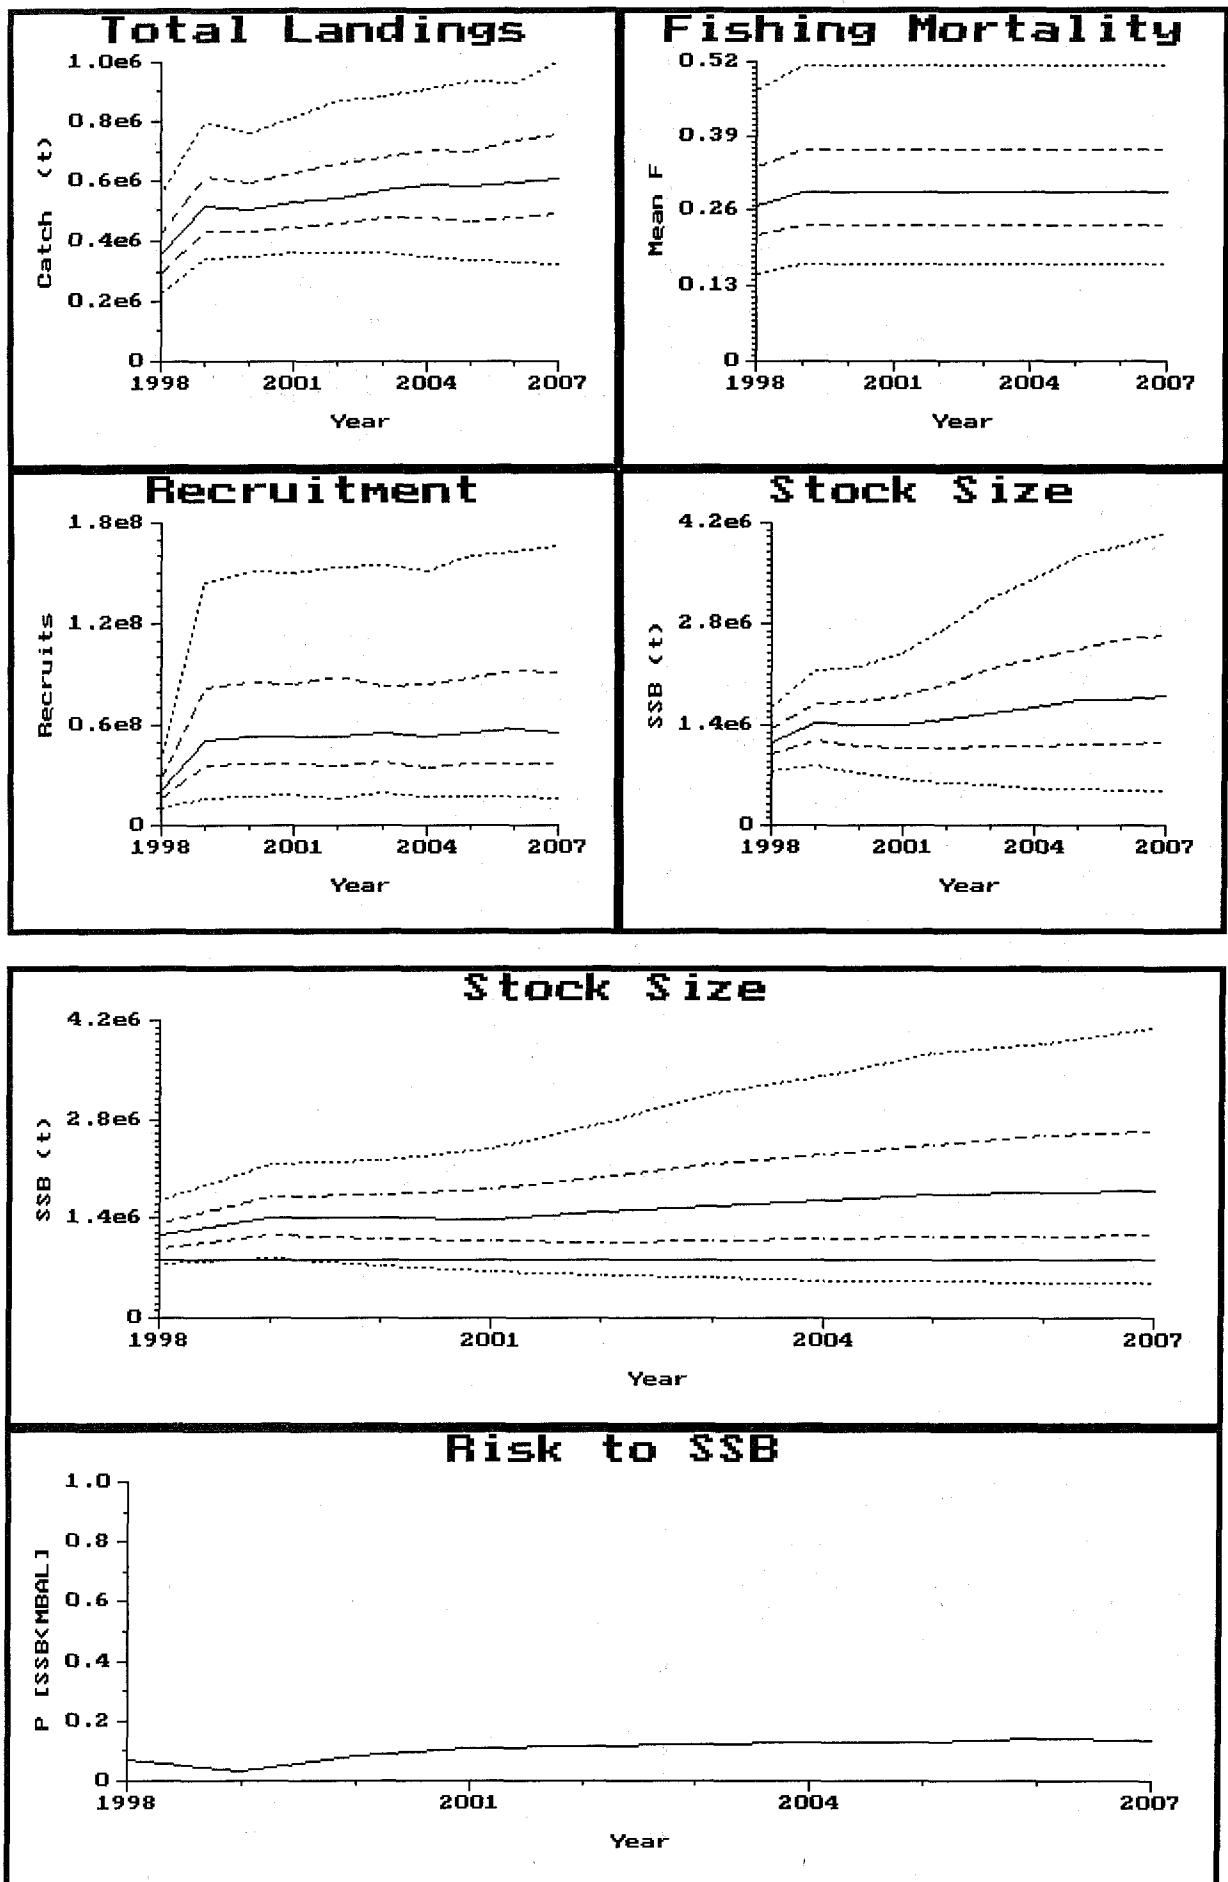 Total Landings
1.0e6
0.8e6
0.6e6
0.4e6
0.2e6
0
Catch (t)
1998 2001 2004 2007
Year
Fishing Mortality
0.52
0.39
0.26
0.13
0
Mean F
1998 2001 2004 2007
Year
Recruitment
1.8e8
1.2e8
0.6e8
0
Recruits
1998 2001 2004 2007
Year
Stock Size
4.2e6
2.8e6
1.4e6
0
SSB (t)
1998 2001 2004 2007
Year
Stock Size
4.2e6
2.8e6
1.4e6
0
SSB (t)
1998 2001 2004 2007
Year
Risk to SSB
1.0
0.8
0.6
0.4
0.2
0
P [SSB<MBAL]
1998 2001 2004 2007
Year